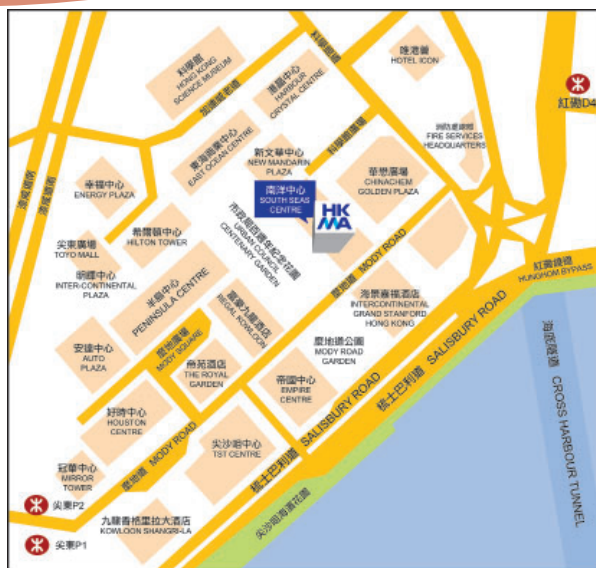 科學館
HONG KONG
SCIENCE MUSEUM
科學館道
唯港薈
HOTEL ICON
港晶中心
HARBOUR
CRYSTAL CENTRE
加連威老道
紅磡D4
消防處總部
FIRE SERVICES
HEADQUARTERS
東海商業中心
EAST OCEAN CENTRE
新文華中心
NEW MANDARIN
PLAZA
科學館廣場
華懋廣場
CHINACHEM
GOLDEN PLAZA
幸福中心
ENERGY PLAZA
南洋中心
SOUTH SEAS
CENTRE
HK
MA
市政局百週年紀念花園
URBAN COUNCIL
CENTENARY GARDEN
希爾頓中心
HILTON TOWER
尖東廣場
TOYO MALL
明輝中心
INTER-CONTINENTAL
PLAZA
半島中心
PENINSULA CENTRE
富豪九龍酒店
REGAL KOWLOON
麼地道 MODY ROAD
海景嘉福酒店
INTERCONTINENTAL
GRAND STANFORD
HONG KONG
紅磡繞道
HUNGHOM BYPASS
安達中心
AUTO
PLAZA
麼地廣場
MODY SQUARE
帝苑酒店
THE ROYAL
GARDEN
麼地道公園
MODY ROAD
GARDEN
帝國中心
EMPIRE
CENTRE
梳士巴利道 SALISBURY ROAD
海底隧道 CROSS HARBOUR TUNNEL
好時中心
HOUSTON
CENTRE
麼地道 MODY ROAD
尖沙咀中心
TST CENTRE
梳士巴利道 SALISBURY ROAD
冠華中心
MIRROR
TOWER
尖沙咀海濱花園
尖東P2
九龍香格里拉大酒店
KOWLOON SHANGRI-LA
尖東P1